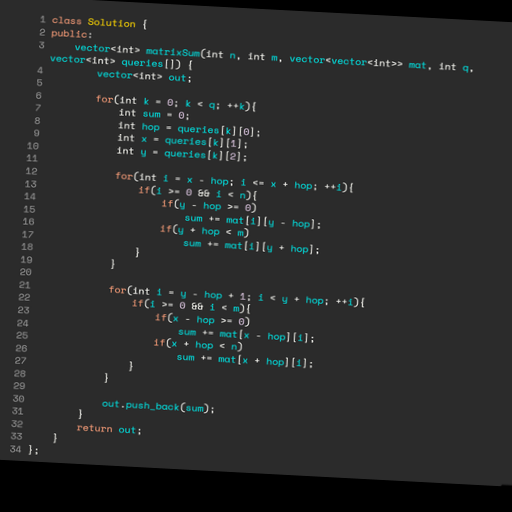 1 class Solution {
2 public:
3     vector<int> matrixSum(int n, int m, vector<vector<int>> mat, int q,
vector<int> queries[]) {
4         vector<int> out;
5
6         for(int k = 0; k < q; ++k){
7             int sum = 0;
8             int hop = queries[k][0];
9             int x = queries[k][1];
10             int y = queries[k][2];
11
12             for(int i = x - hop; i <= x + hop; ++i){
13                 if(i >= 0 && i < n){
14                     if(y - hop >= 0)
15                         sum += mat[i][y - hop];
16                     if(y + hop < m)
17                         sum += mat[i][y + hop];
18                 }
19             }
20
21             for(int i = y - hop + 1; i < y + hop; ++i){
22                 if(i >= 0 && i < m){
23                     if(x - hop >= 0)
24                         sum += mat[x - hop][i];
25                     if(x + hop < n)
26                         sum += mat[x + hop][i];
27                 }
28             }
29
30             out.push_back(sum);
31         }
32         return out;
33     }
34 };